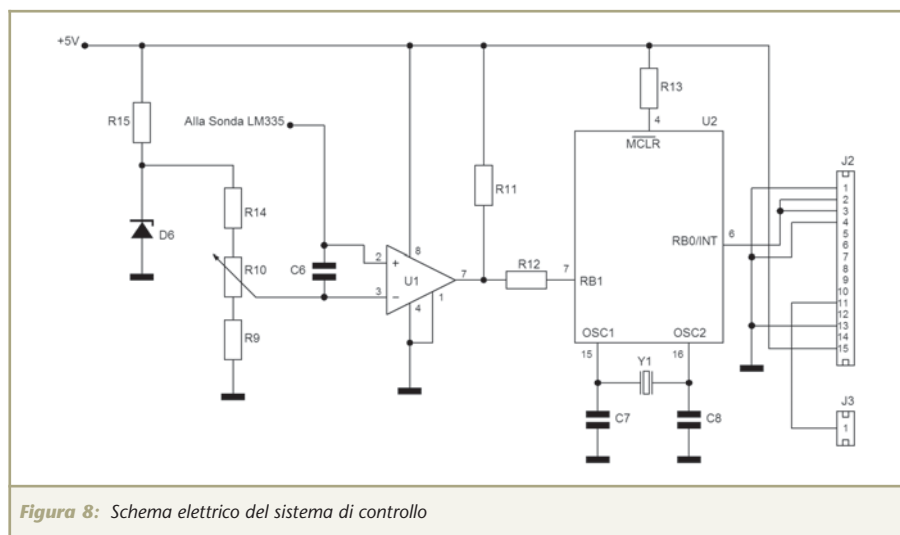 +5V
R15
Alla Sonda LM335
R13
4
U2
MCLR
J2
R11
R14
D6
R10
C6
2
+
8
U1
7
3
-
4
1
R12
7
RB1
RB0/INT
6
R9
OSC1
OSC2
15
16
Y1
C7
C8
1
2
3
4
5
6
7
8
9
10
11
12
13
14
15
J3
1
Figura 8: Schema elettrico del sistema di controllo